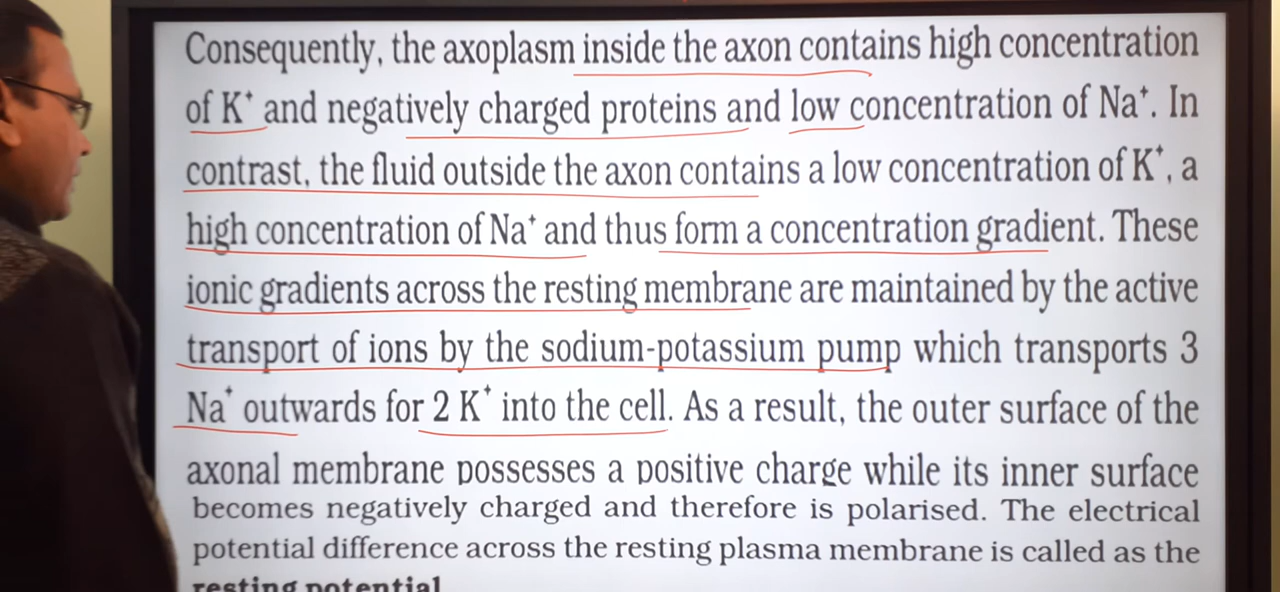 Consequently, the axoplasm inside the axon contains high concentration
of K⁺ and negatively charged proteins and low concentration of Na⁺. In
contrast, the fluid outside the axon contains a low concentration of K⁺, a
high concentration of Na⁺ and thus form a concentration gradient. These
ionic gradients across the resting membrane are maintained by the active
transport of ions by the sodium-potassium pump which transports 3
Na⁺ outwards for 2 K⁺ into the cell. As a result, the outer surface of the
axonal membrane possesses a positive charge while its inner surface
becomes negatively charged and therefore is polarised. The electrical
potential difference across the resting plasma membrane is called as the
resting potential